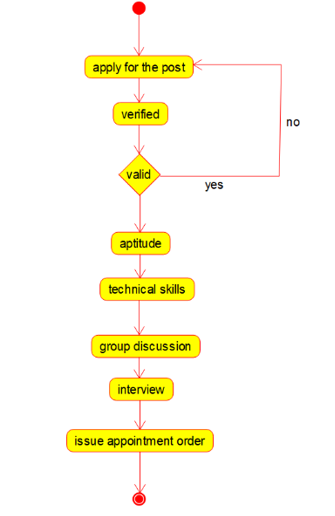 apply for the post
verified
no
valid
yes
aptitude
technical skills
group discussion
interview
issue appointment order